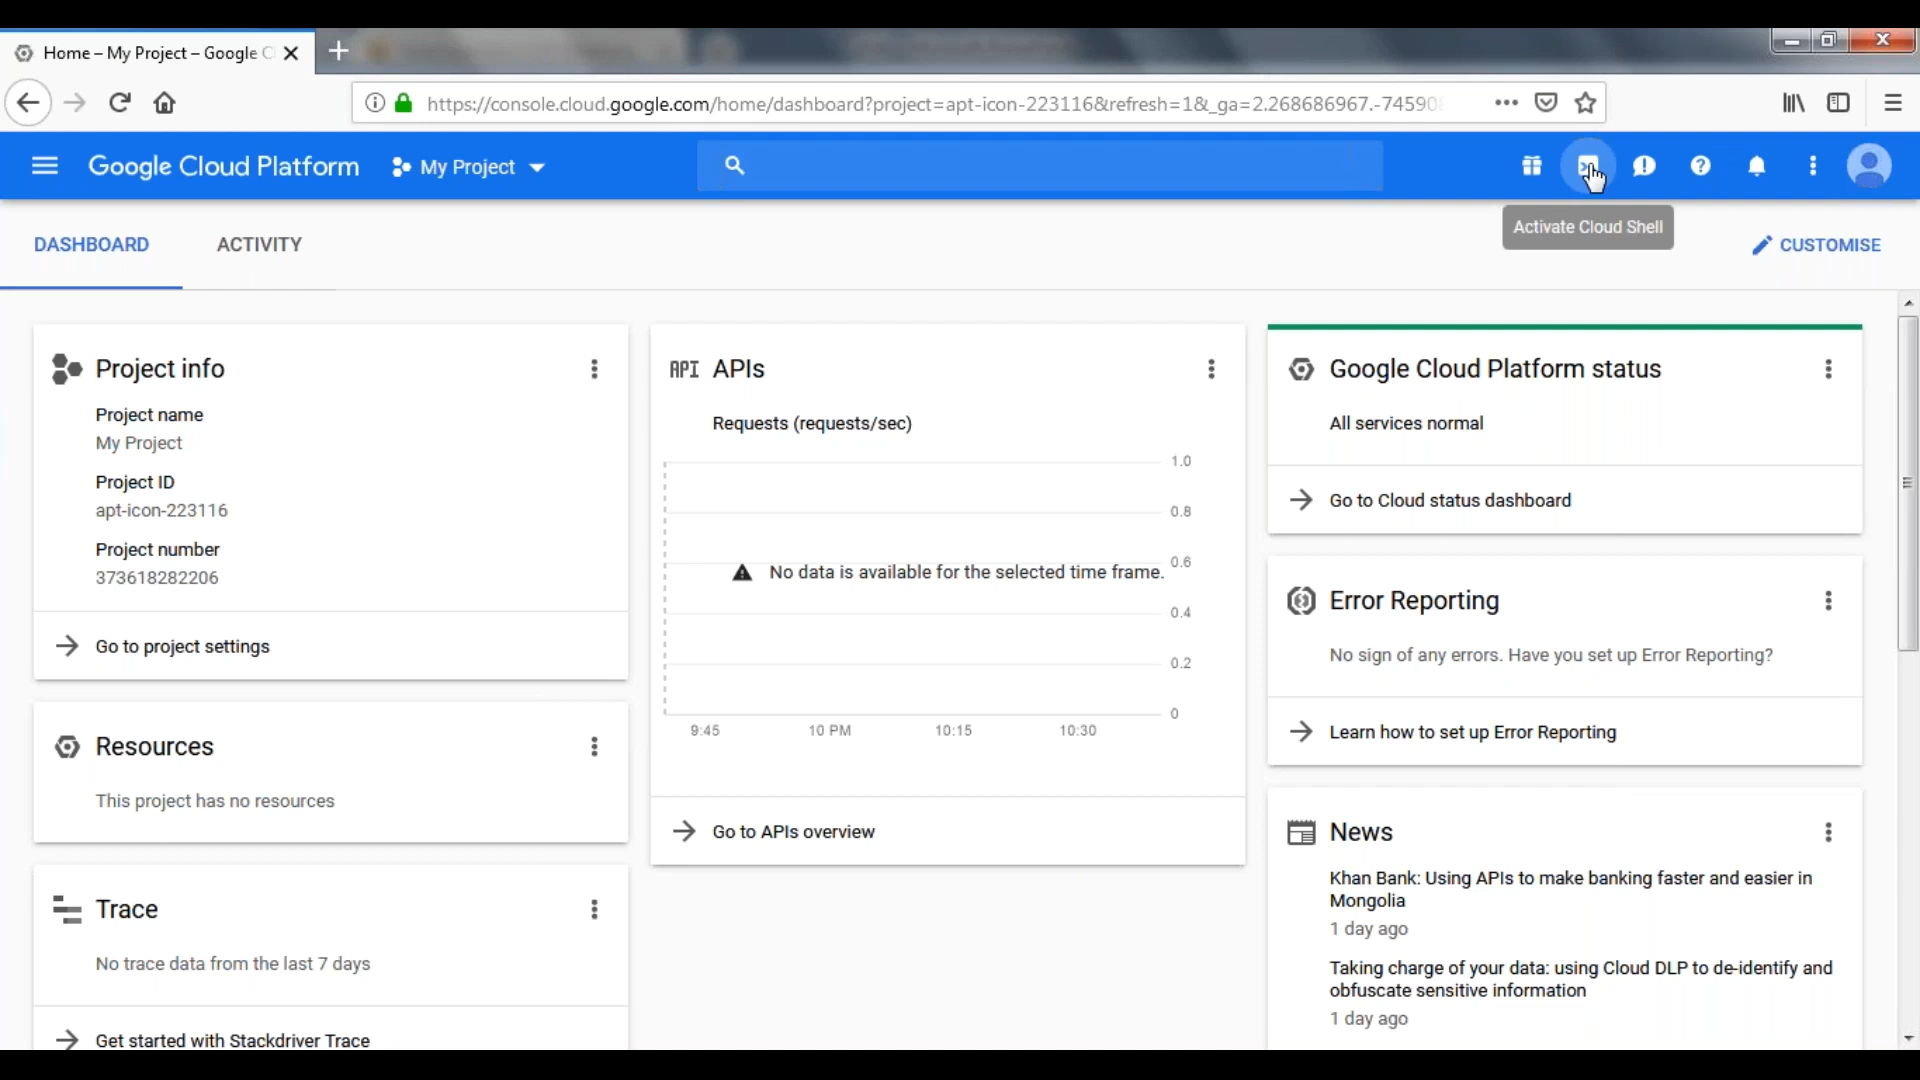 Home – My Project – Google C
https://console.cloud.google.com/home/dashboard?project=apt-icon-223116&refresh=1&_ga=2.268686967.-74590
Google Cloud Platform
My Project
Activate Cloud Shell
DASHBOARD
ACTIVITY
CUSTOMISE
Project info
Project name
My Project
Project ID
apt-icon-223116
Project number
373618282206
Go to project settings
Resources
This project has no resources
Trace
No trace data from the last 7 days
Get started with Stackdriver Trace
API APIs
Requests (requests/sec)
1.0
0.8
No data is available for the selected time frame.
0.6
0.4
0.2
0
9:45 10 PM 10:15 10:30
Go to APIs overview
Google Cloud Platform status
All services normal
Go to Cloud status dashboard
Error Reporting
No sign of any errors. Have you set up Error Reporting?
Learn how to set up Error Reporting
News
Khan Bank: Using APIs to make banking faster and easier in
Mongolia
1 day ago
Taking charge of your data: using Cloud DLP to de-identify and
obfuscate sensitive information
1 day ago